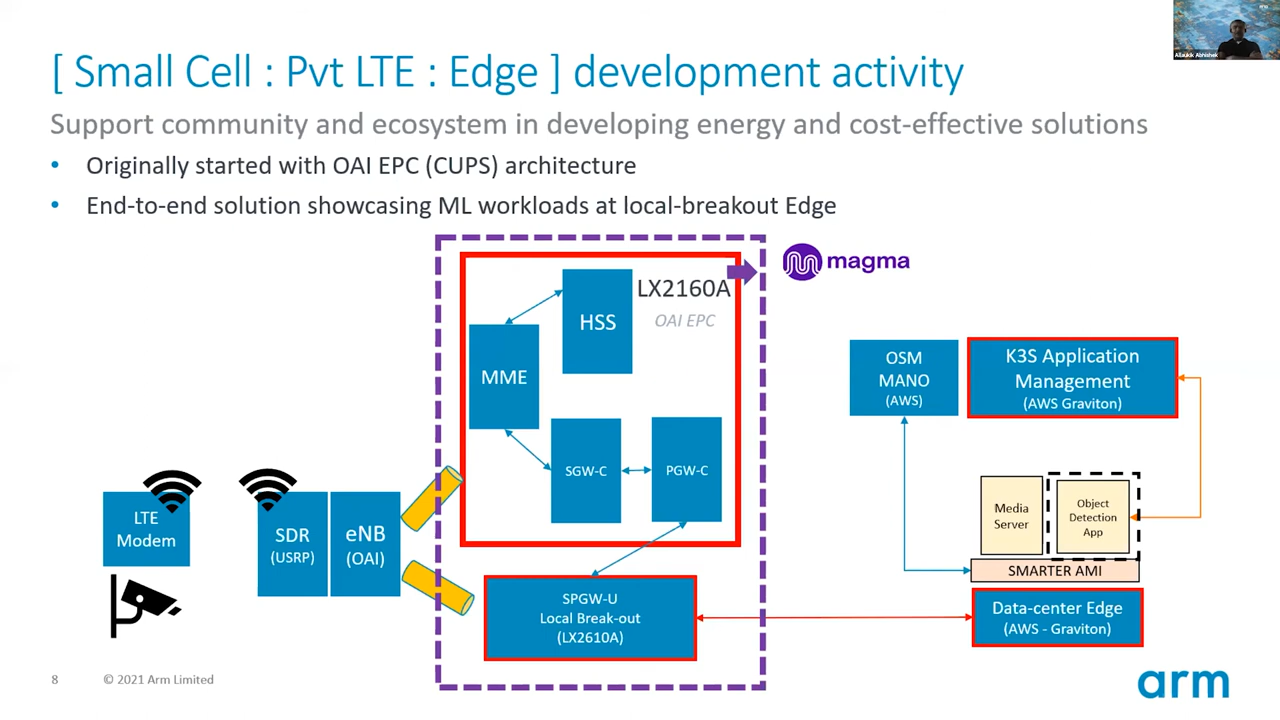 [ Small Cell : Pvt LTE : Edge ] development activity
Support community and ecosystem in developing energy and cost-effective solutions
• Originally started with OAI EPC (CUPS) architecture
• End-to-end solution showcasing ML workloads at local-breakout Edge
Allaukik Abhishek
magma
LX2160A
OAI EPC
HSS
MME
SGW-C
PGW-C
LTE
Modem
SDR
(USRP)
eNB
(OAI)
SPGW-U
Local Break-out
(LX2610A)
OSM
MANO
(AWS)
K3S Application
Management
(AWS Graviton)
Media
Server
Object
Detection
App
SMARTER AMI
Data-center Edge
(AWS - Graviton)
8 © 2021 Arm Limited
arm